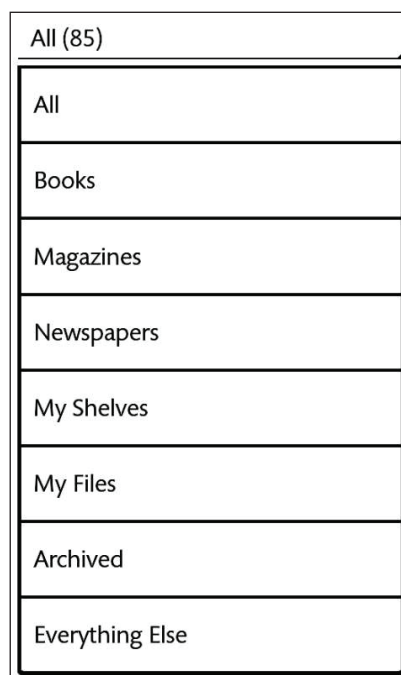 All (85)
All
Books
Magazines
Newspapers
My Shelves
My Files
Archived
Everything Else